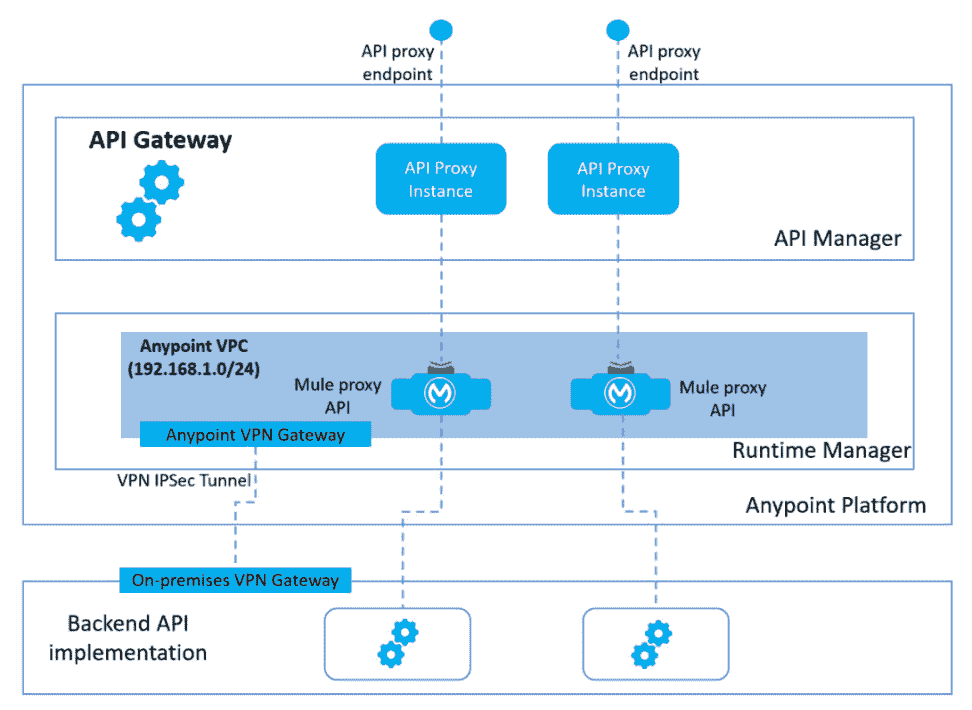 API proxy
endpoint
API proxy
endpoint
API Gateway
API Proxy
Instance
API Proxy
Instance
API Manager
Anypoint VPC
(192.168.1.0/24)
Mule proxy
API
Mule proxy
API
Anypoint VPN Gateway
Runtime Manager
VPN IPSec Tunnel
Anypoint Platform
On-premises VPN Gateway
Backend API
implementation